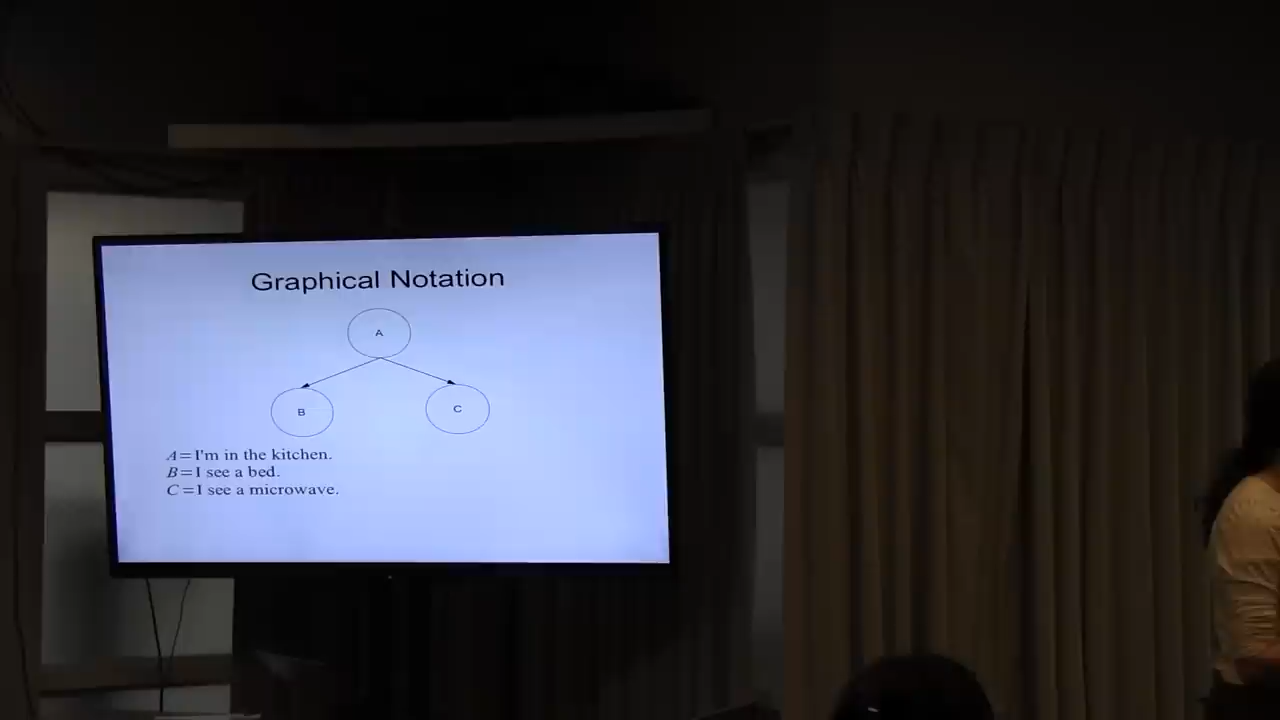 Graphical Notation
A
B
C
A=I'm in the kitchen.
B=I see a bed.
C=I see a microwave.